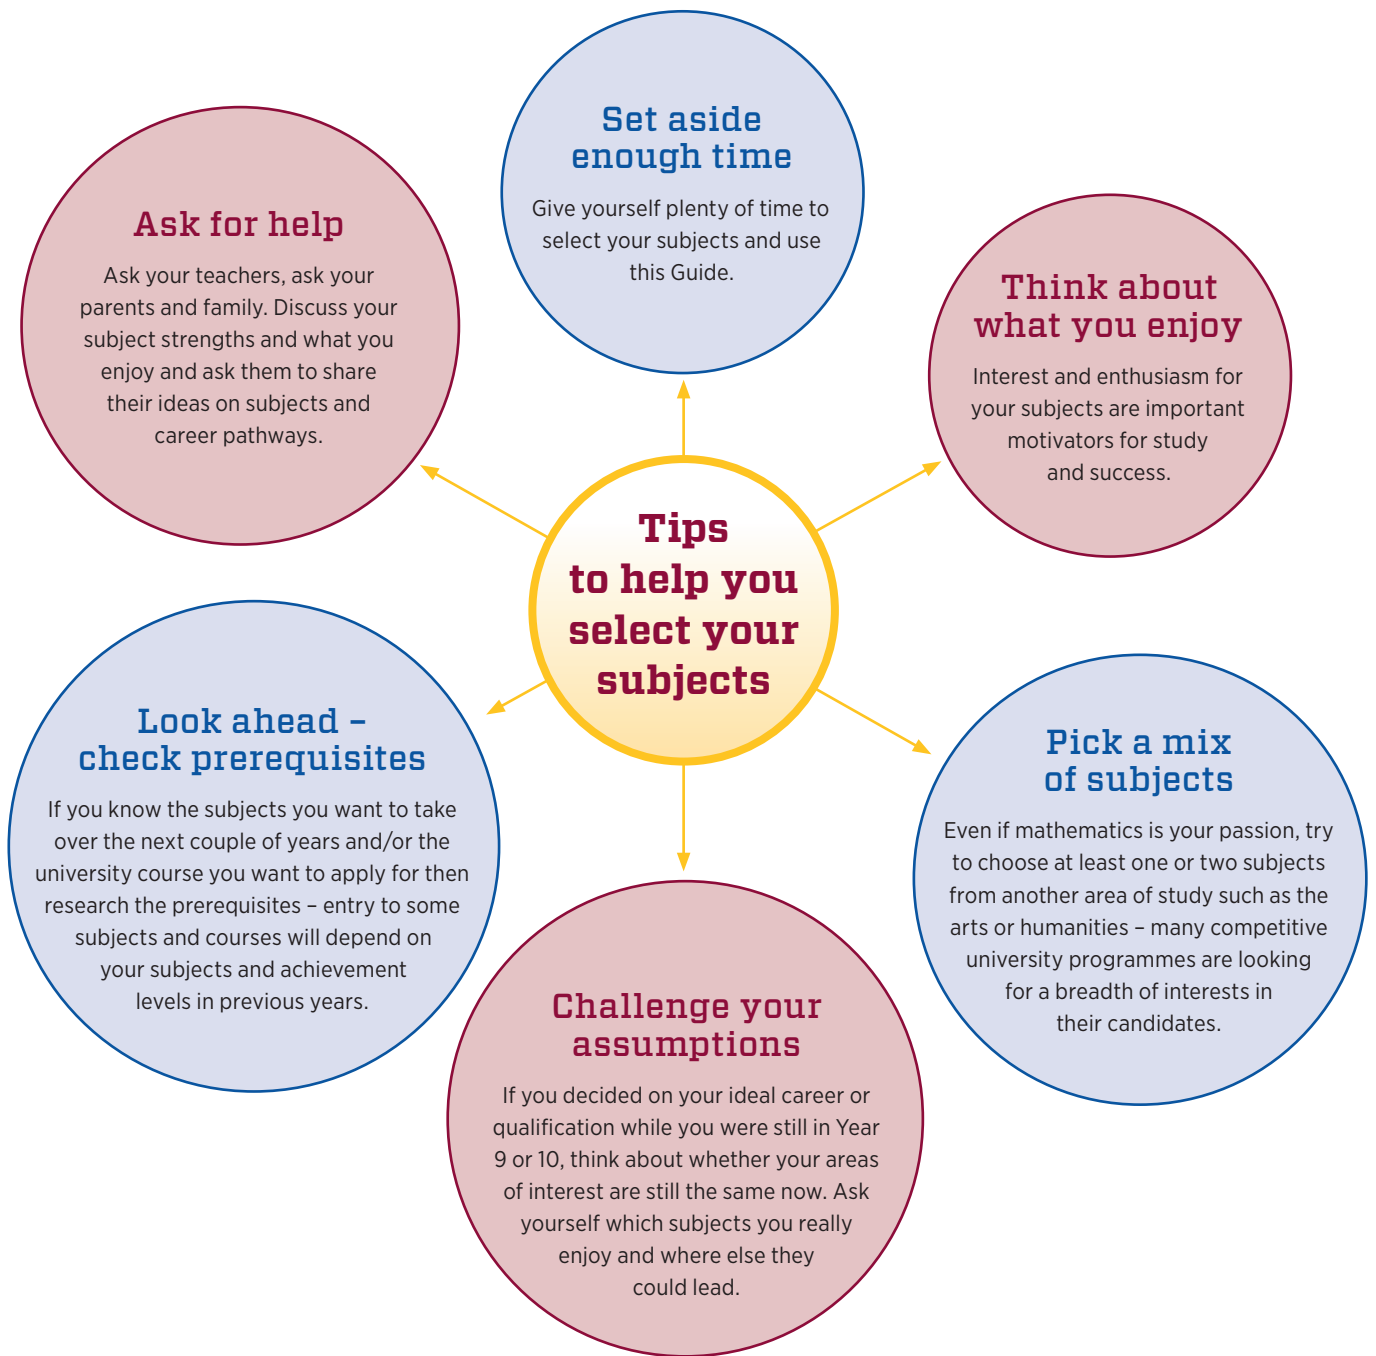 Set aside
enough time
Give yourself plenty of time to
select your subjects and use
this Guide.
Ask for help
Ask your teachers, ask your
parents and family. Discuss your
subject strengths and what you
enjoy and ask them to share
their ideas on subjects and
career pathways.
Think about
what you enjoy
Interest and enthusiasm for
your subjects are important
motivators for study
and success.
Tips
to help you
select your
subjects
Look ahead –
check prerequisites
If you know the subjects you want to take
over the next couple of years and/or the
university course you want to apply for then
research the prerequisites – entry to some
subjects and courses will depend on
your subjects and achievement
levels in previous years.
Pick a mix
of subjects
Even if mathematics is your passion, try
to choose at least one or two subjects
from another area of study such as the
arts or humanities – many competitive
university programmes are looking
for a breadth of interests in
their candidates.
Challenge your
assumptions
If you decided on your ideal career or
qualification while you were still in Year
9 or 10, think about whether your areas
of interest are still the same now. Ask
yourself which subjects you really
enjoy and where else they
could lead.